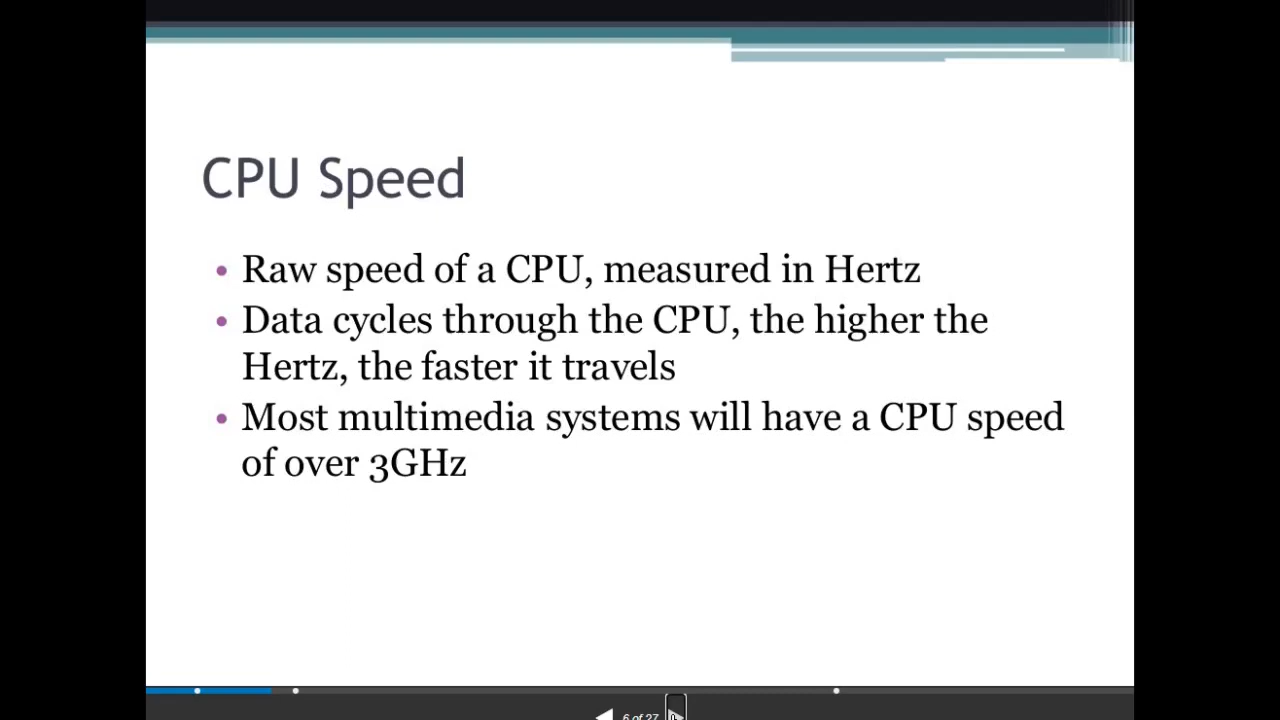 CPU Speed
• Raw speed of a CPU, measured in Hertz
• Data cycles through the CPU, the higher the
Hertz, the faster it travels
• Most multimedia systems will have a CPU speed
of over 3GHz
6 of 27